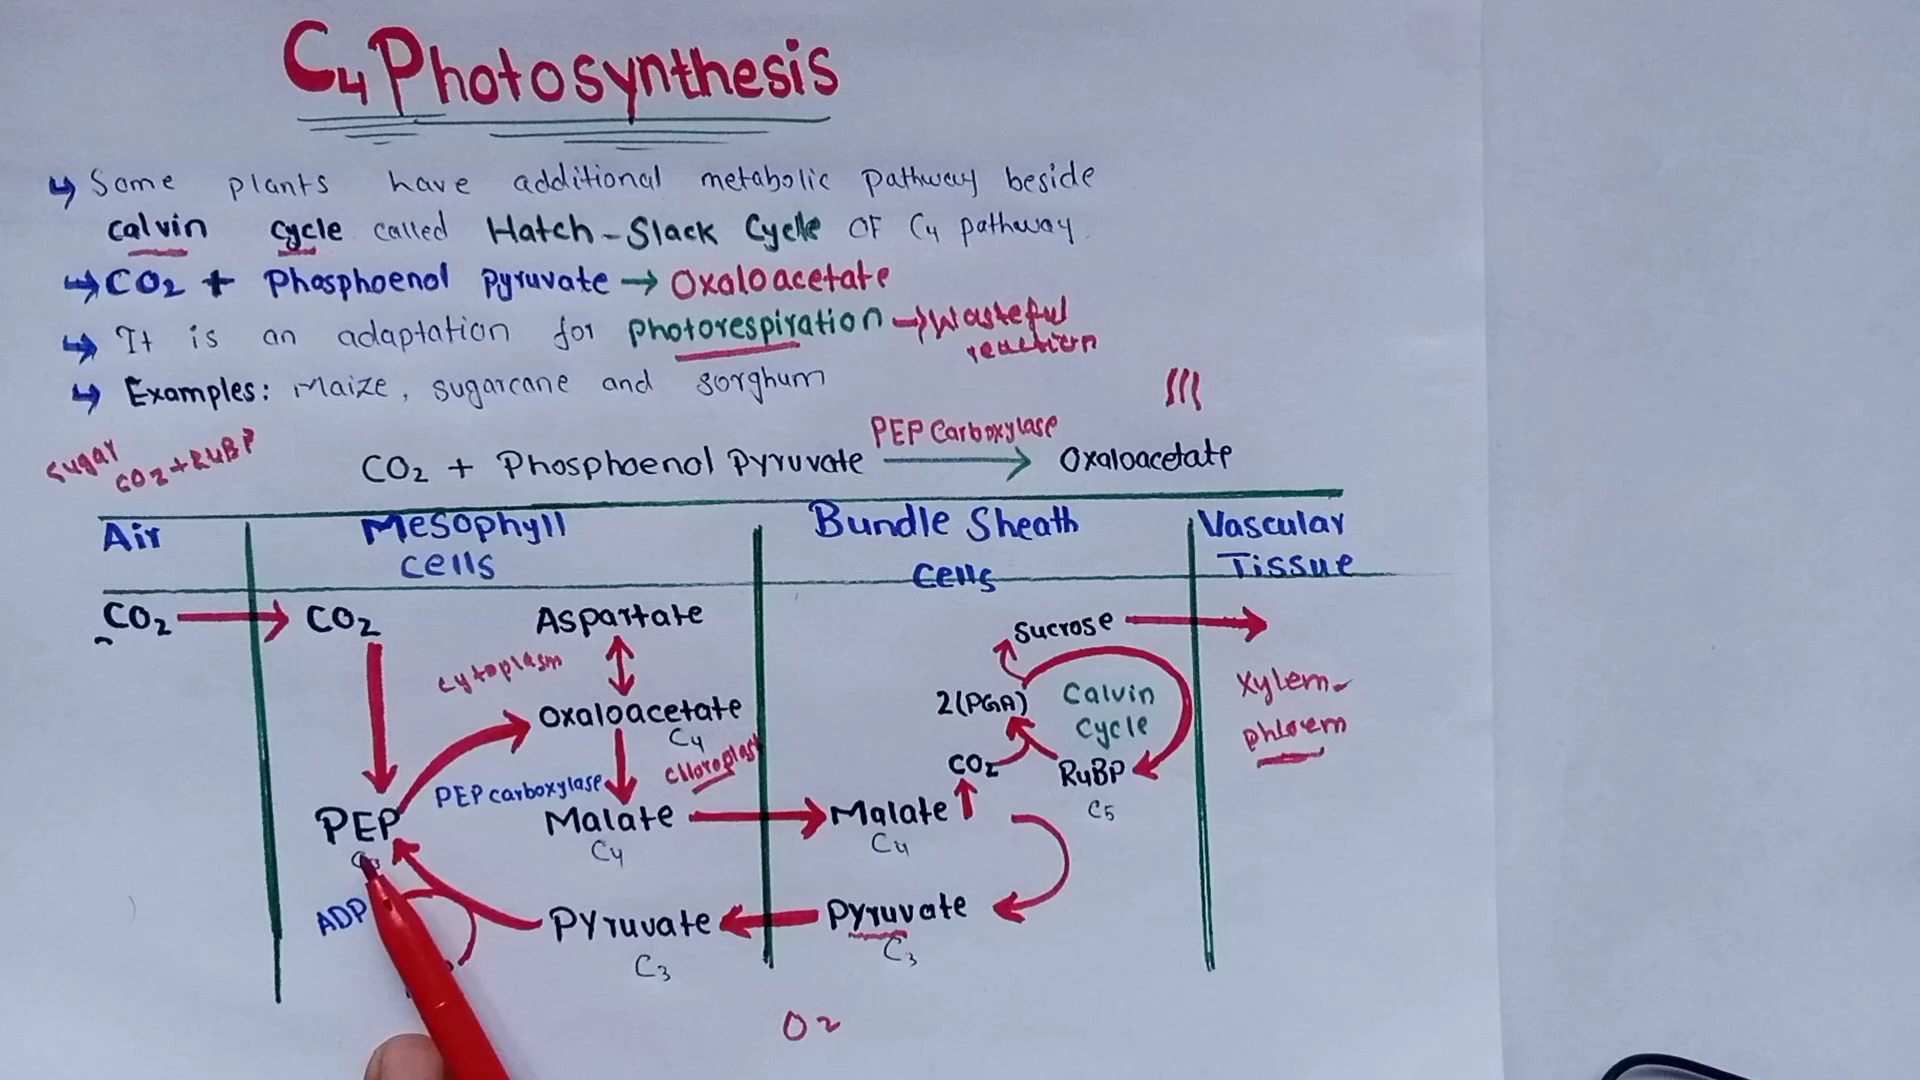 C4 Photosynthesis
↳ Some plants have additional metabolic pathway beside
calvin cycle called Hatch-Slack Cycle OF C4 pathway.
↳ CO2 + Phosphoenol pyruvate → Oxaloacetate
↳ It is an adaptation for photorespiration → Wasteful
reaction
↳ Examples: Maize, sugarcane and sorghum
sugar
CO2+RuBP
PEP Carboxylase
CO2 + Phosphoenol Pyruvate → Oxaloacetate
Air
Mesophyll
cells
Bundle Sheath
Cells
Vascular
Tissue
CO2 → CO2
Aspartate
Sucrose
cytoplasm
Oxaloacetate
C4
chloroplast
2(PGA)
Calvin
cycle
xylem
phloem
CO2
RuBP
C5
PEP
PEP carboxylase
Malate
C4
Malate
C4
ADP
Pyruvate
C3
Pyruvate
C3
O2